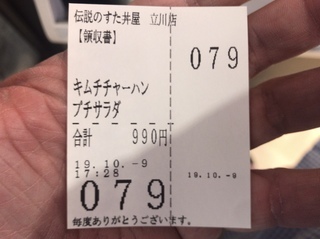 伝説のすた丼屋 立川店
【領収書】
079
キムチチャーハン
プチサラダ
合計 990円
19.10.-9
17:28
19.10.-9
079
毎度ありがとうございます。